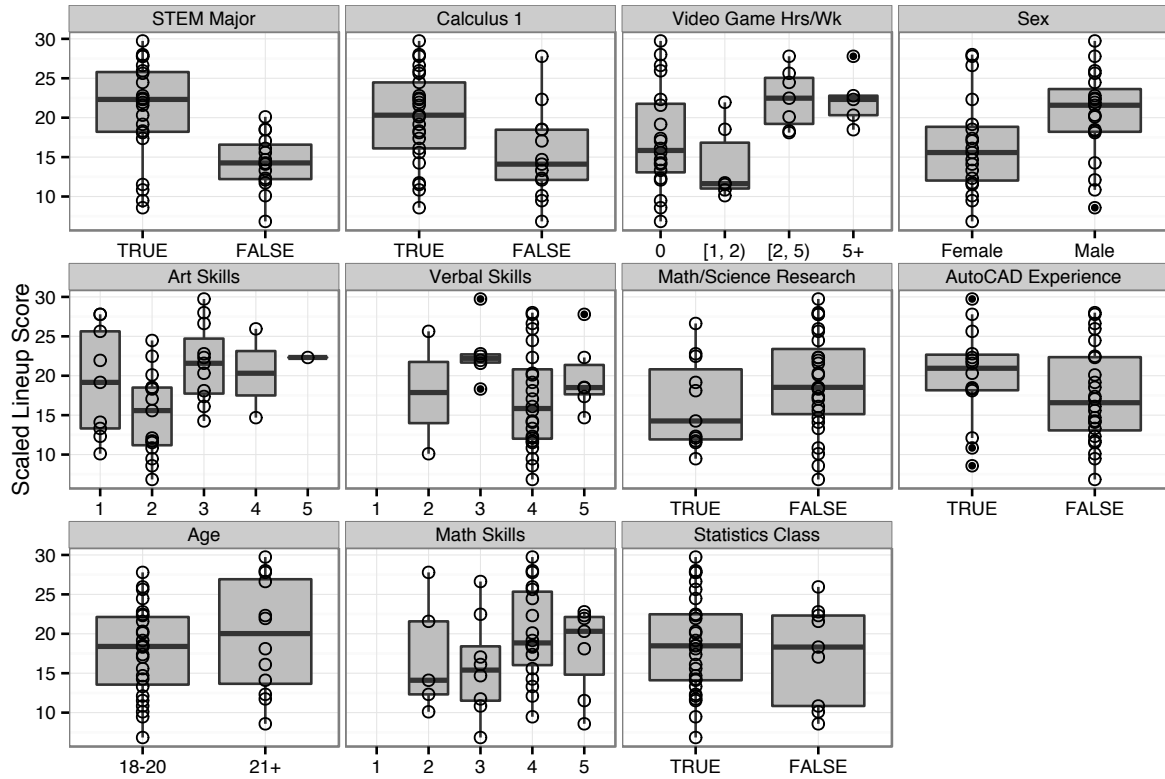 STEM Major Calculus 1 Video Game Hrs/Wk Sex
30
25
20
15
10
TRUE FALSE TRUE FALSE 0 [1, 2) [2, 5) 5+ Female Male
Art Skills Verbal Skills Math/Science Research AutoCAD Experience
Scaled Lineup Score
30
25
20
15
10
1 2 3 4 5 1 2 3 4 5 TRUE FALSE TRUE FALSE
Age Math Skills Statistics Class
30
25
20
15
10
18-20 21+ 1 2 3 4 5 TRUE FALSE